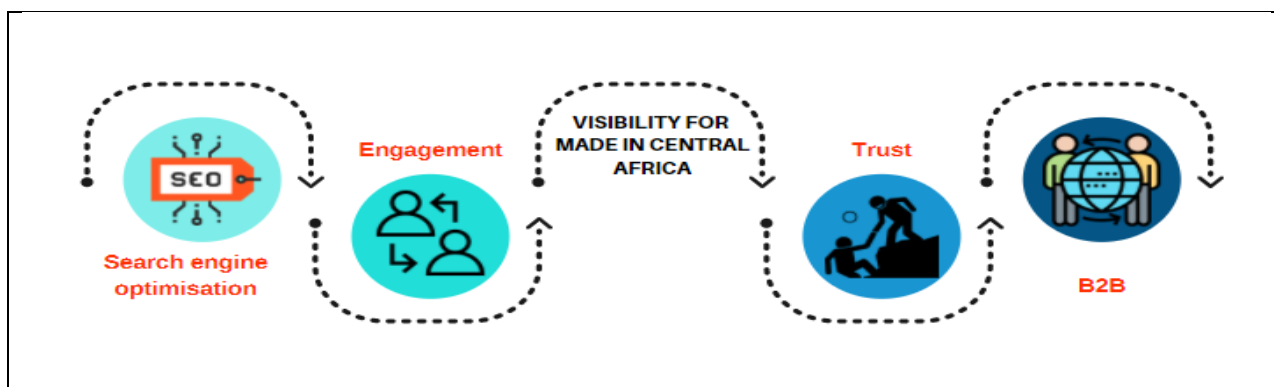 SEO
Search engine
optimisation
Engagement
VISIBILITY FOR
MADE IN CENTRAL
AFRICA
Trust
B2B